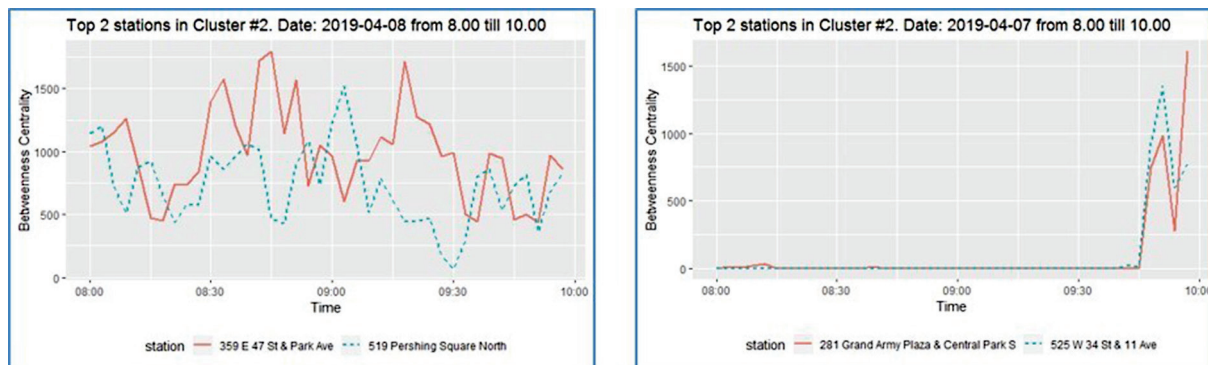 Top 2 stations in Cluster #2. Date: 2019-04-08 from 8.00 till 10.00
1500
1000
500
0
Betweenness Centrality
08:00 08:30 09:00 09:30 10:00
Time
station 359 E 47 St & Park Ave 519 Pershing Square North
Top 2 stations in Cluster #2. Date: 2019-04-07 from 8.00 till 10.00
1500
1000
500
0
Betweenness Centrality
08:00 08:30 09:00 09:30 10:00
Time
station 281 Grand Army Plaza & Central Park S 525 W 34 St & 11 Ave